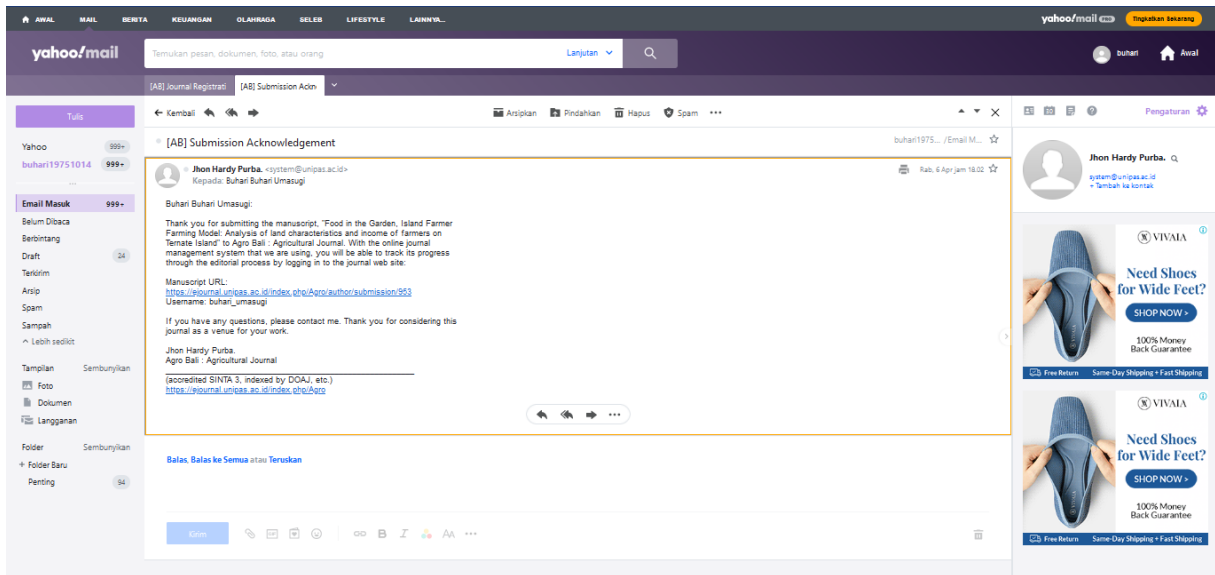 AWAL MAIL BERITA KEUANGAN OLAHRAGA SELEB LIFESTYLE LAINNYA...
yahoo!mail PRO Tingkatkan Sekarang
yahoo!mail
Temukan pesan, dokumen, foto, atau orang Lanjutan
buhari Awal
[AB] Journal Registrati [AB] Submission Ackn
Tulis
Yahoo 999+
buhari19751014 999+
Email Masuk 999+
Belum Dibaca
Berbintang
Draft 24
Terkirim
Arsip
Spam
Sampah
Lebih sedikit
Tampilan Sembunyikan
Foto
Dokumen
Langganan
Folder Sembunyikan
+ Folder Baru
Penting 94
Kembali Arsipkan Pindahkan Hapus Spam
[AB] Submission Acknowledgement buhari1975... /Email M...
Jhon Hardy Purba. <system@unipas.ac.id> Rab, 6 Apr jam 18.02
Kepada: Buhari Buhari Umasugi
Buhari Buhari Umasugi:
Thank you for submitting the manuscript, "Food in the Garden, Island Farmer
Farming Model: Analysis of land characteristics and income of farmers on
Ternate Island" to Agro Bali : Agricultural Journal. With the online journal
management system that we are using, you will be able to track its progress
through the editorial process by logging in to the journal web site:
Manuscript URL:
https://ejournal.unipas.ac.id/index.php/Agro/author/submission/953
Username: buhari_umasugi
If you have any questions, please contact me. Thank you for considering this
journal as a venue for your work.
Jhon Hardy Purba.
Agro Bali : Agricultural Journal
(accredited SINTA 3, indexed by DOAJ, etc.)
https://ejournal.unipas.ac.id/index.php/Agro
Balas, Balas ke Semua atau Teruskan
Kirim GIF B I AA
Pengaturan
Jhon Hardy Purba.
system@unipas.ac.id
+ Tambah ke kontak
VIVAIA
Need Shoes
for Wide Feet?
SHOP NOW >
100% Money
Back Guarantee
Free Return Same-Day Shipping + Fast Shipping
VIVAIA
Need Shoes
for Wide Feet?
SHOP NOW >
100% Money
Back Guarantee
Free Return Same-Day Shipping + Fast Shipping